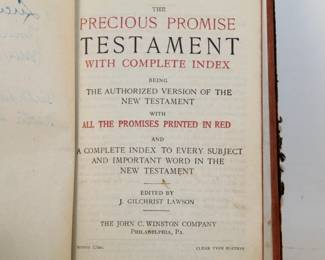 THE
PRECIOUS PROMISE
TESTAMENT
WITH COMPLETE INDEX
BEING
THE AUTHORIZED VERSION OF THE
NEW TESTAMENT
WITH
ALL THE PROMISES PRINTED IN RED
AND
A COMPLETE INDEX TO EVERY SUBJECT
AND IMPORTANT WORD IN THE
NEW TESTAMENT
EDITED BY
J. GILCHRIST LAWSON
THE JOHN C. WINSTON COMPANY
PHILADELPHIA, PA.
CLEAR TYPE EDITION